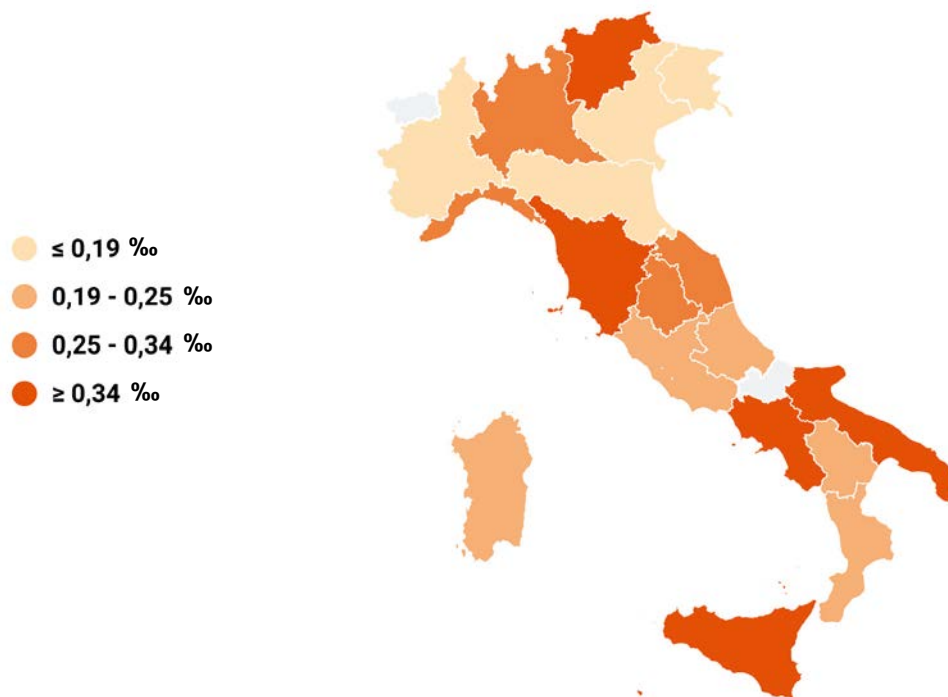 ≤ 0,19 ‰
0,19 - 0,25 ‰
0,25 - 0,34 ‰
≥ 0,34 ‰